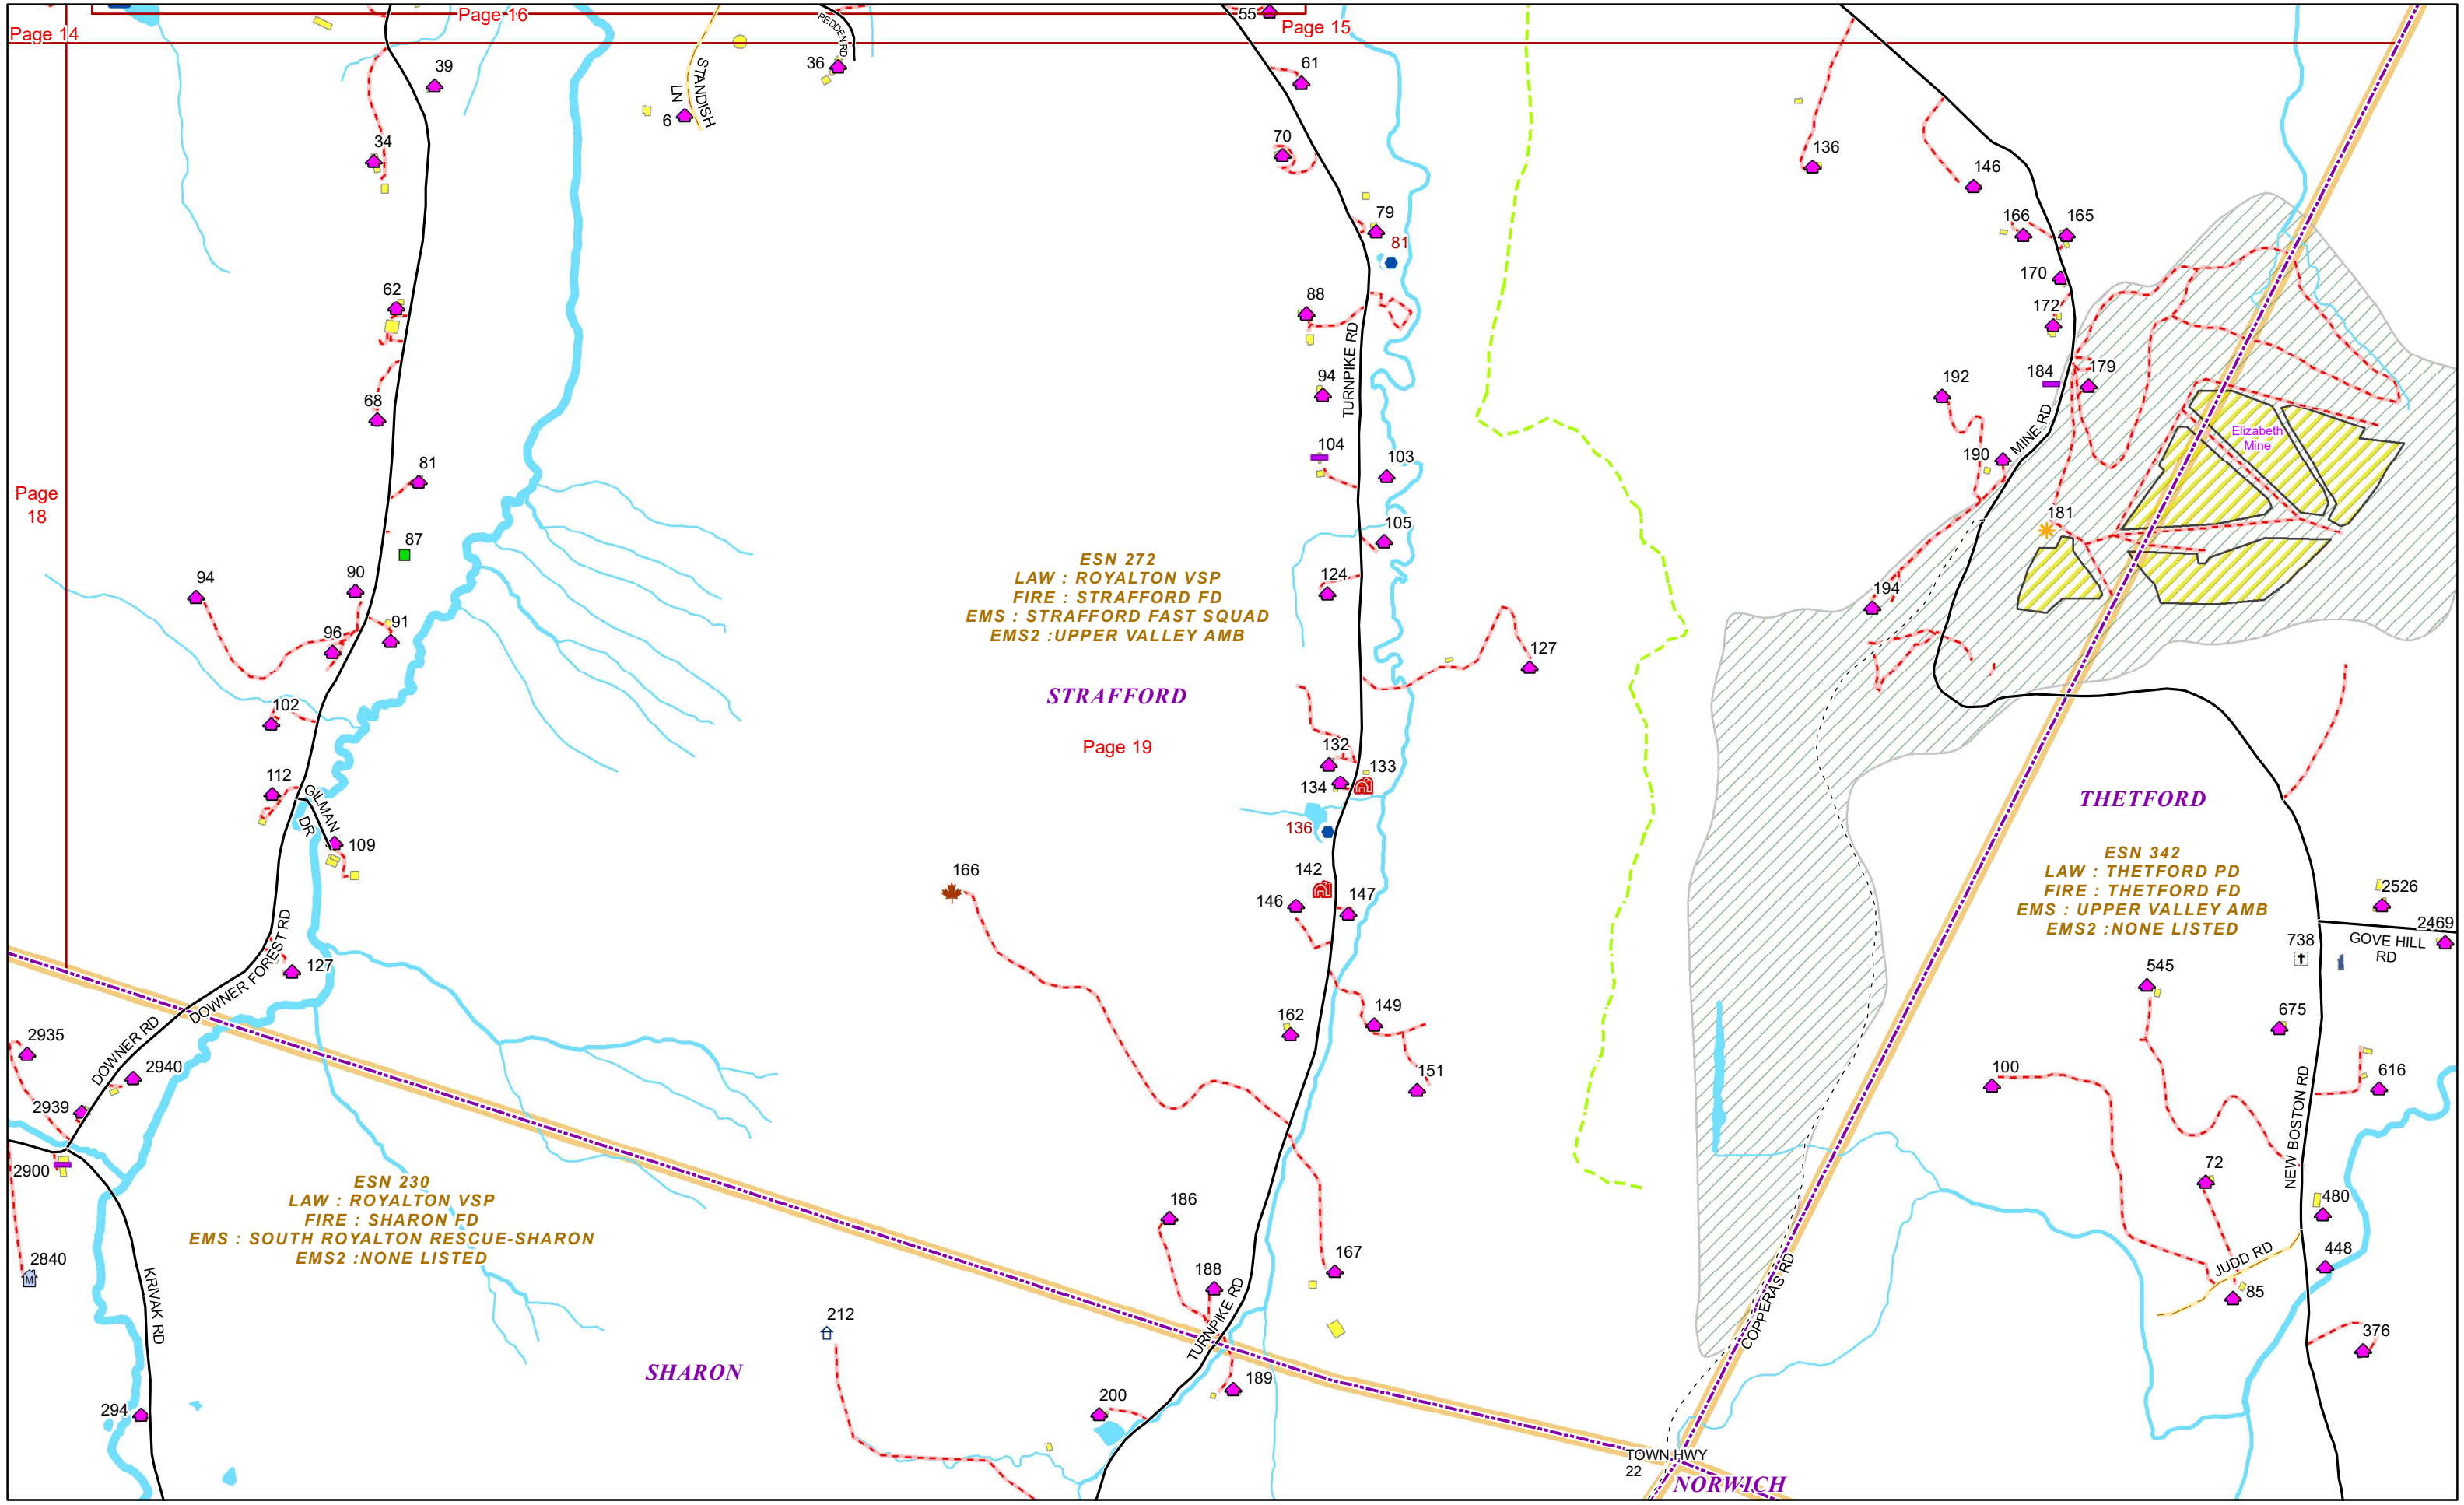 Page 16
Page 14
Page 15
55
REDDEN RD
39
36
61
STANDISH
LN
6
34
70
136
146
79
81
166
165
170
172
62
88
TURNPIKE RD
94
68
192
184
179
MINE RD
Elizabeth
Mine
81
104
103
190
Page
18
87
105
181
ESN 272
LAW : ROYALTON VSP
FIRE : STRAFFORD FD
EMS : STRAFFORD FAST SQUAD
EMS2 :UPPER VALLEY AMB
94
90
124
194
96
91
127
STRAFFORD
102
Page 19
132
133
134
112
GILMAN
DR
109
136
THETFORD
ESN 342
LAW : THETFORD PD
FIRE : THETFORD FD
EMS : UPPER VALLEY AMB
EMS2 :NONE LISTED
166
142
146
147
2526
2469
GOVE HILL
RD
738
DOWNER FOREST RD
127
545
675
162
149
2935
DOWNER RD
2940
2939
151
100
616
NEW BOSTON RD
2900
ESN 230
LAW : ROYALTON VSP
FIRE : SHARON FD
EMS : SOUTH ROYALTON RESCUE-SHARON
EMS2 :NONE LISTED
72
480
186
167
188
2840
M
KRIVAK RD
JUDD RD
448
85
COPPERAS RD
TURNPIKE RD
212
376
SHARON
189
200
294
TOWN HWY
22
NORWICH